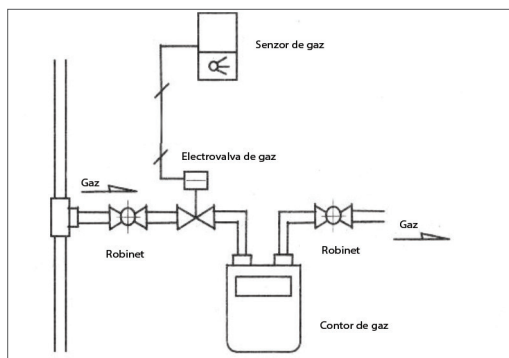 Senzor de gaz
Electrovalva de gaz
Gaz
Robinet
Robinet
Gaz
Contor de gaz